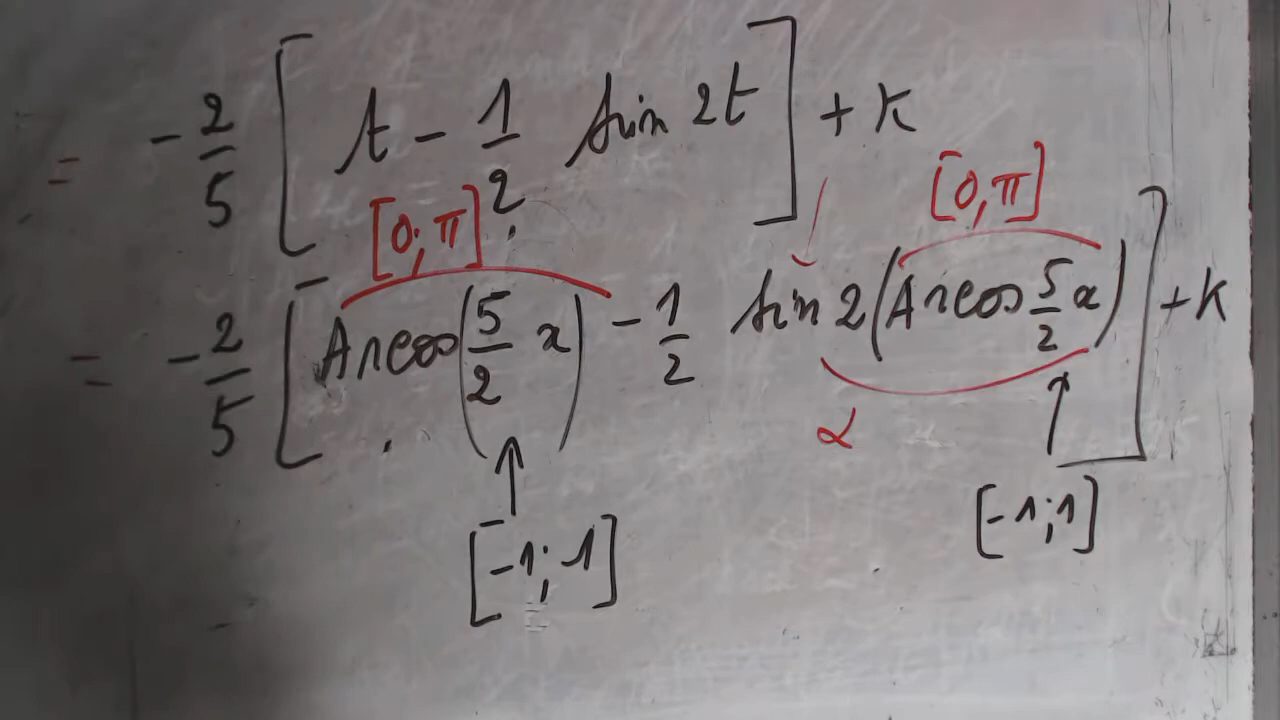 = - 2/5 [ t - 1/2 sin 2t ] + k
[0; π] [0, π]
= - 2/5 [ Arccos (5/2 x) - 1/2 sin 2 (Arccos 5/2 x) ] + k
α
[-1; 1] [-1; 1]